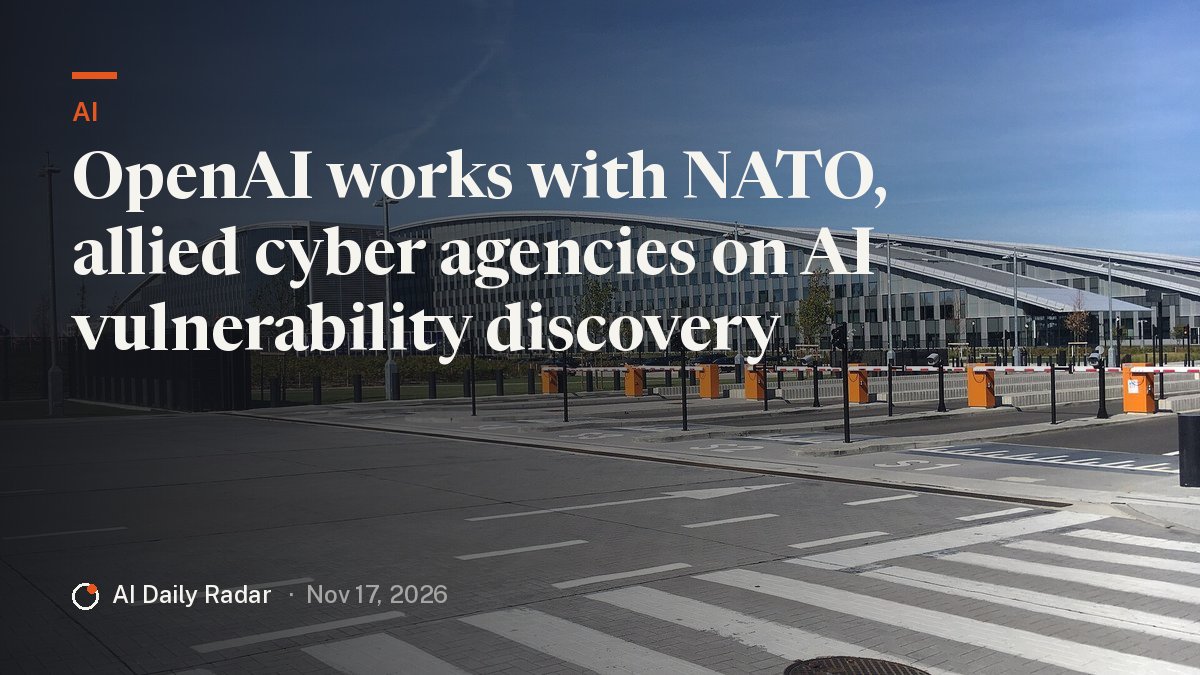 AI
OpenAI works with NATO,
allied cyber agencies on AI
vulnerability discovery
AI Daily Radar · Nov 17, 2026